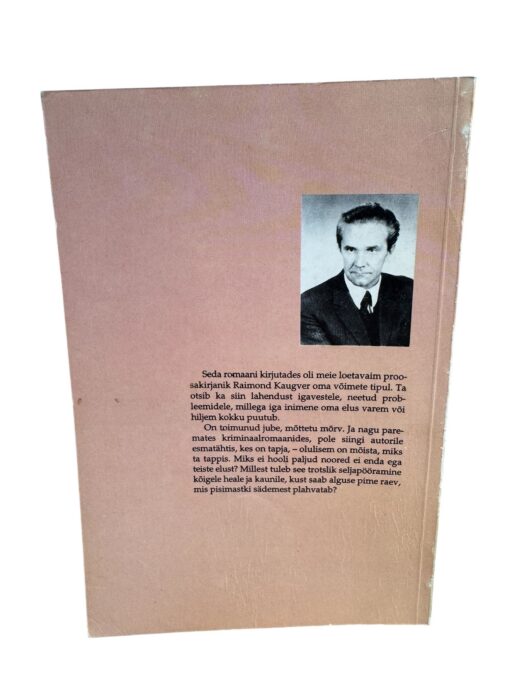 Seda romaani kirjutades oli meie loetavaim proo-
sakirjanik Raimond Kaugver oma võimete tipul. Ta
otsib ka siin lahendust igavestele, neetud prob-
leemidele, millega iga inimene oma elus varem või
hiljem kokku puutub.
On toimunud jube, mõttetu mõrv. Ja nagu pare-
mates kriminaalromaanides, pole siingi autorile
esmatähtis, kes on tapja, – olulisem on mõista, miks
ta tappis. Miks ei hooli paljud noored ei enda ega
teiste elust? Millest tuleb see trotslik seljapööramine
kõigele heale ja kaunile, kust saab alguse pime raev,
mis pisimastki sädemest plahvatab?